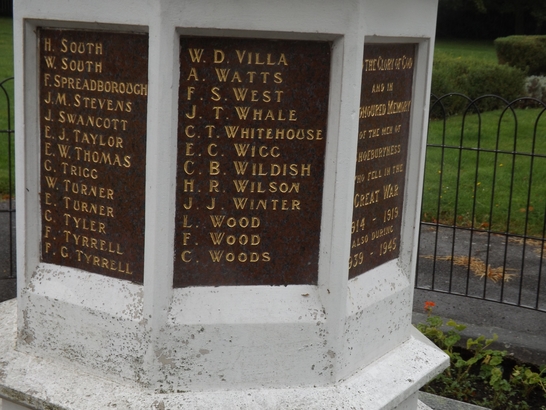 H. SOUTH
W. SOUTH
F. SPREADBOROUGH
J. M. STEVENS
J. SWANCOTT
E. J. TAYLOR
E. W. THOMAS
G. TRIGG
W. TURNER
E. TURNER
C. TYLER
F. TYRRELL
P. G. TYRRELL
W. D. VILLA
A. WATTS
F. S. WEST
J. T. WHALE
C. T. WHITEHOUSE
E. C. WIGG
C. B. WILDISH
H. R. WILSON
J. J. WINTER
L. WOOD
F. WOOD
C. WOODS
THE GLORY OF GOD
AND IN
MEMORY
OF THE MEN OF
WHO FELL IN THE
GREAT WAR
1914 - 1918
ALSO DURING
1939 - 1945